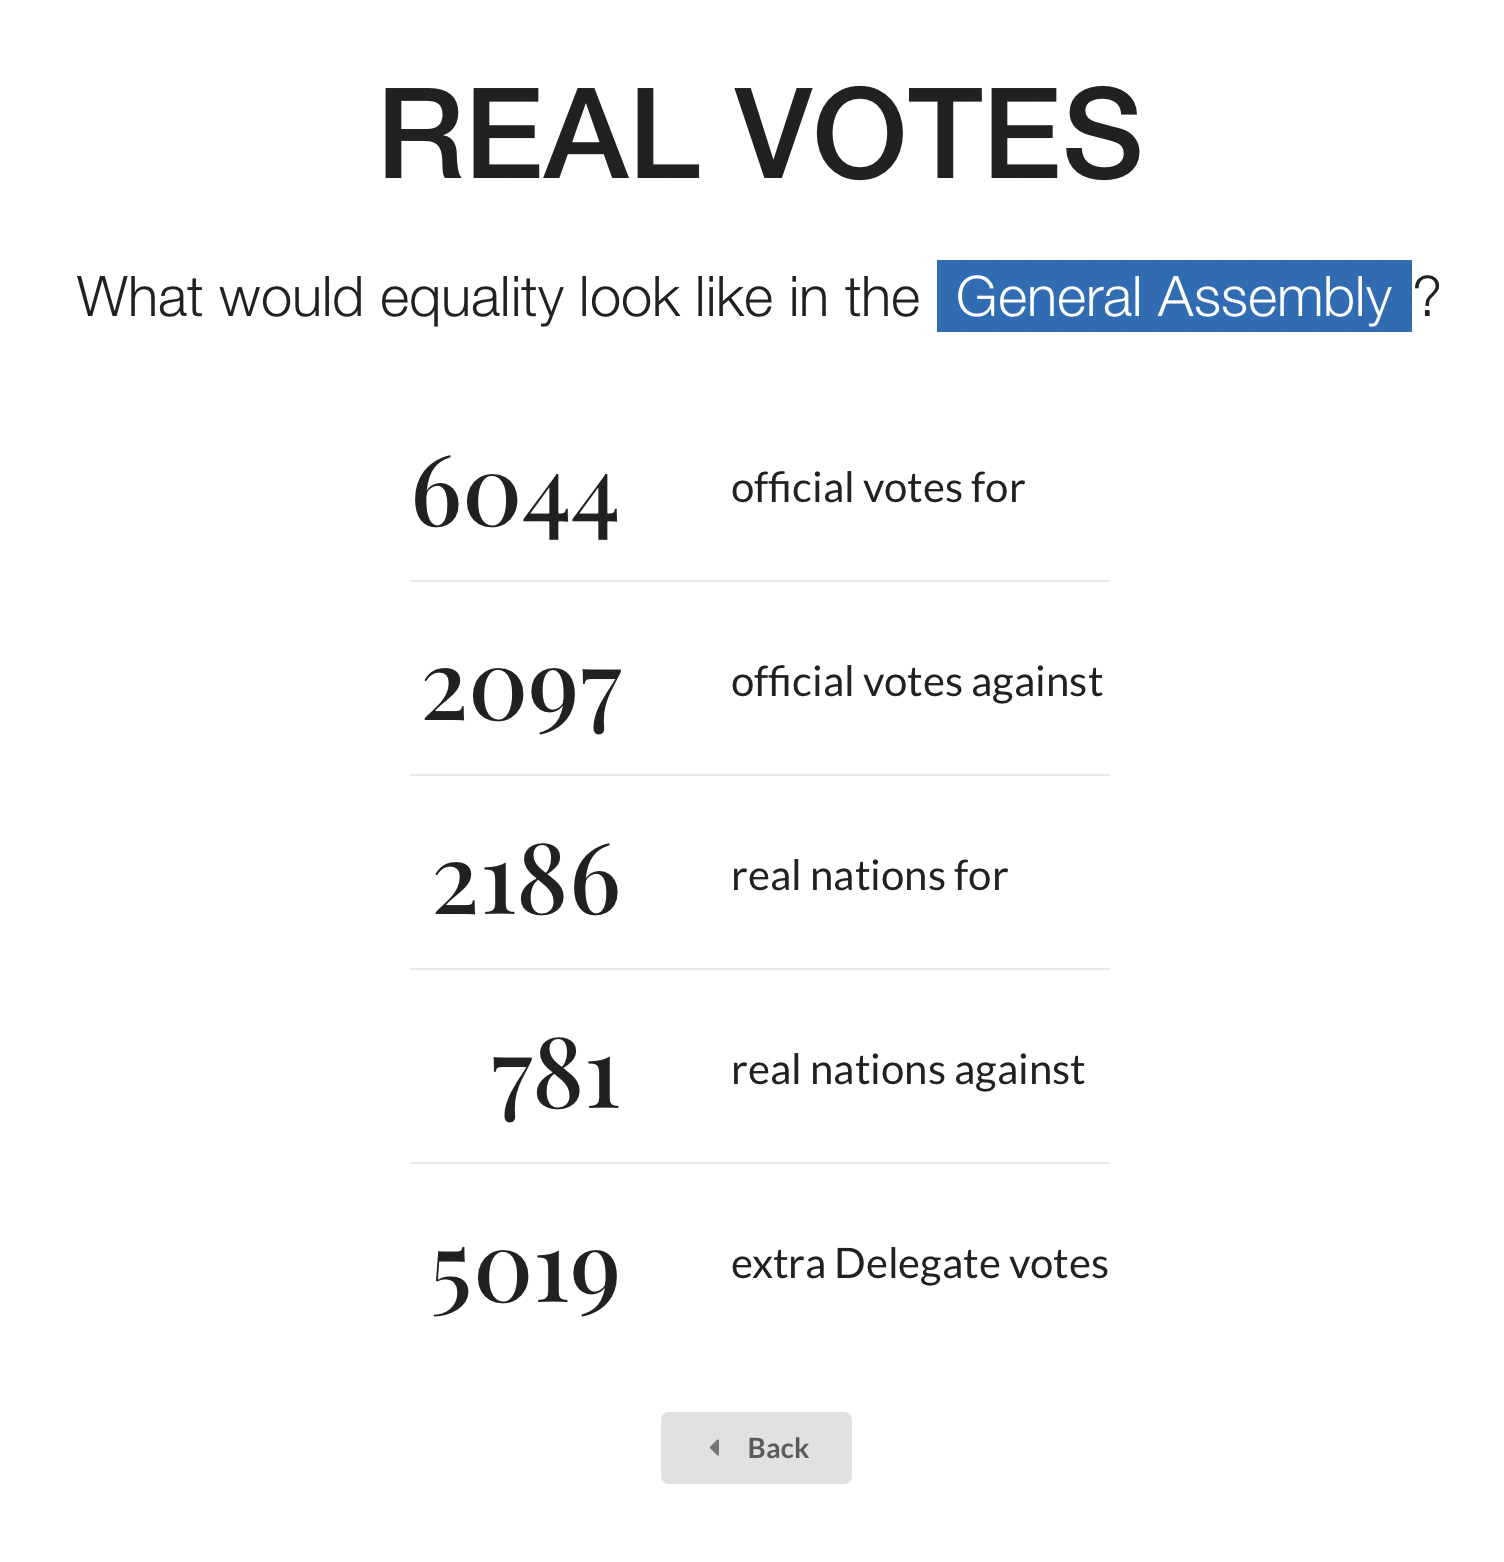 REAL VOTES
What would equality look like in the General Assembly ?
6044 official votes for
2097 official votes against
2186 real nations for
781 real nations against
5019 extra Delegate votes
Back